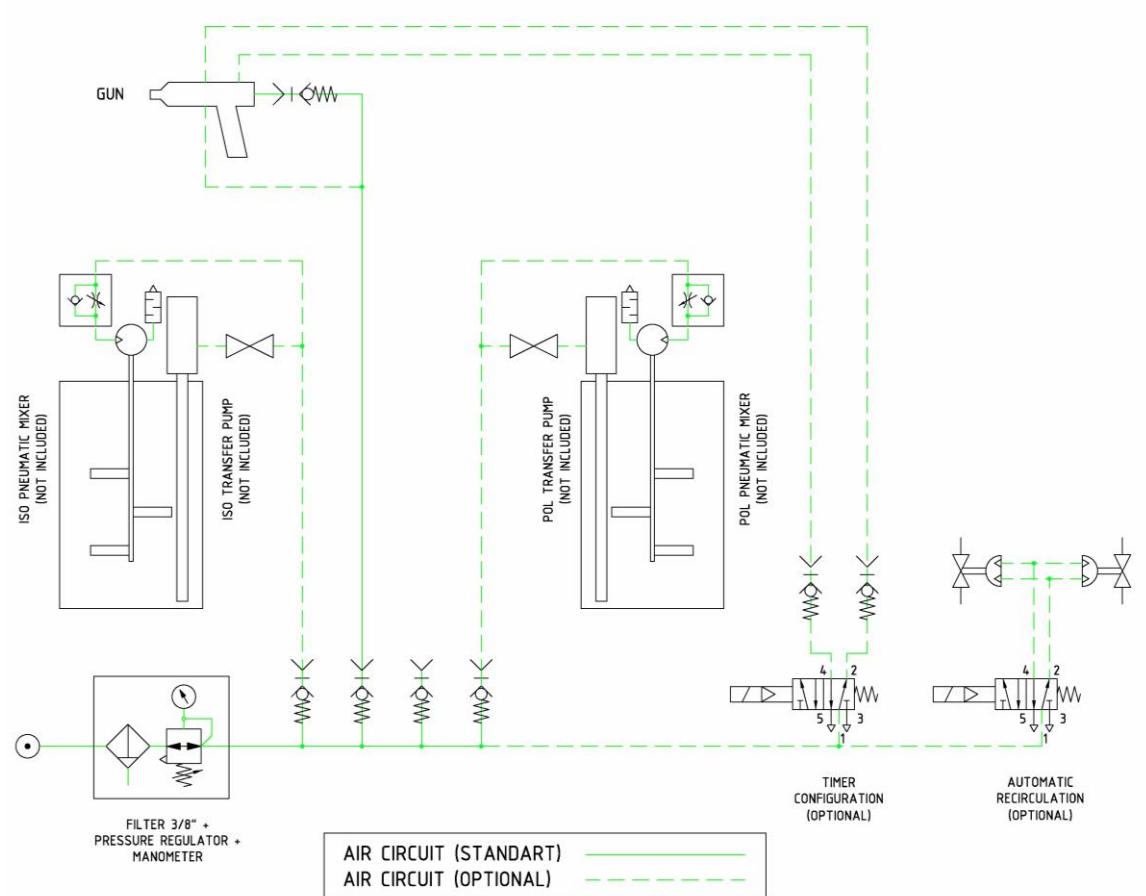 GUN
ISO PNEUMATIC MIXER
(NOT INCLUDED)
ISO TRANSFER PUMP
(NOT INCLUDED)
POL TRANSFER PUMP
(NOT INCLUDED)
POL PNEUMATIC MIXER
(NOT INCLUDED)
4 2
5 3
1
4 2
5 3
1
FILTER 3/8" +
PRESSURE REGULATOR +
MANOMETER
TIMER
CONFIGURATION
(OPTIONAL)
AUTOMATIC
RECIRCULATION
(OPTIONAL)
AIR CIRCUIT (STANDART)
AIR CIRCUIT (OPTIONAL)